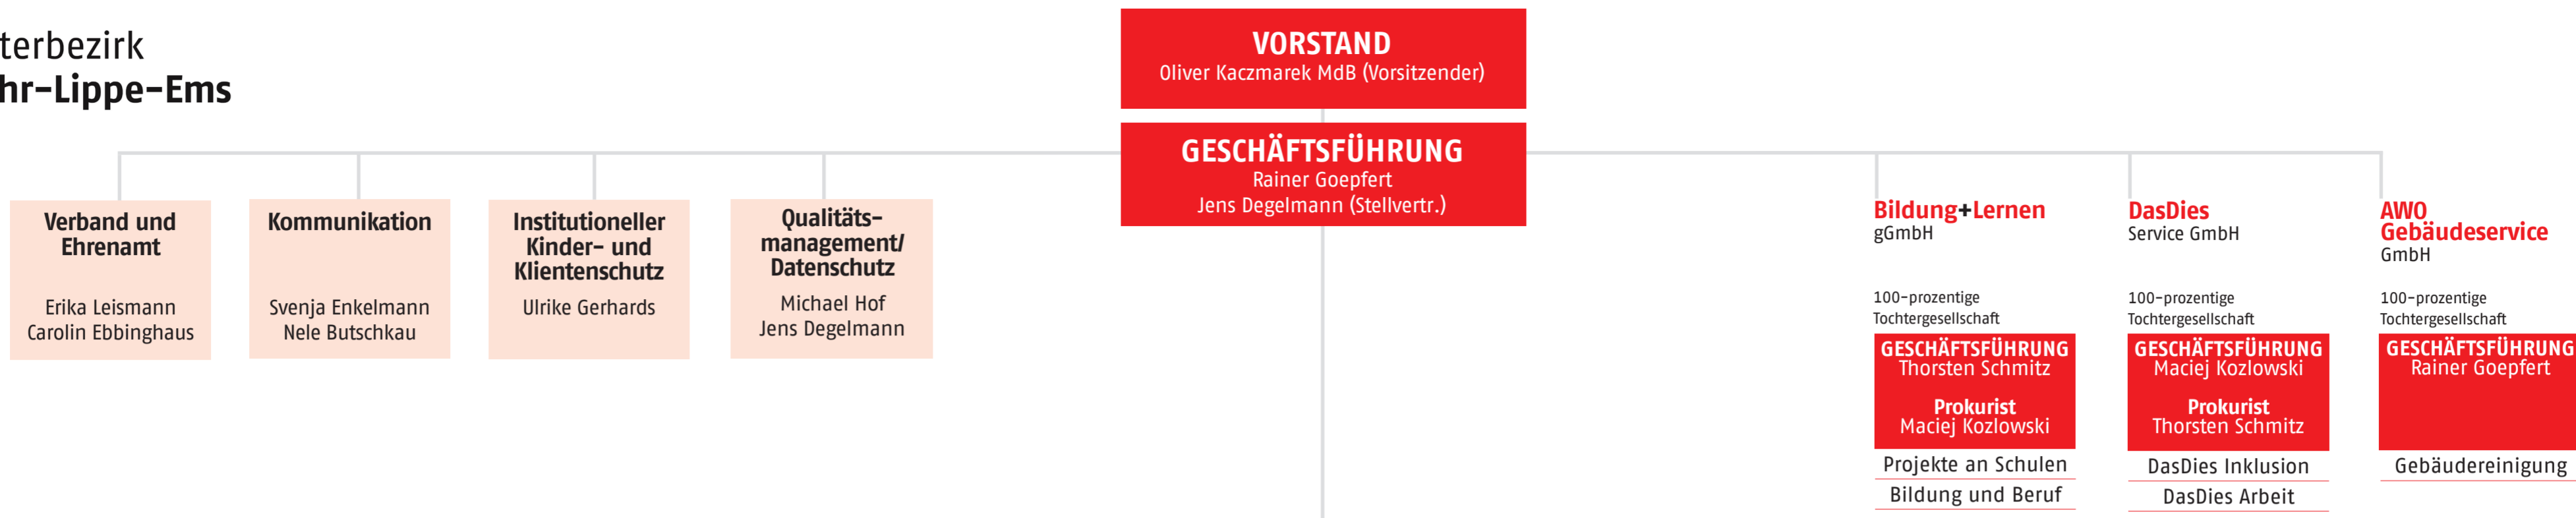 terbezirk
hr-Lippe-Ems
VORSTAND
Oliver Kaczmarek MdB (Vorsitzender)
GESCHÄFTSFÜHRUNG
Rainer Goepfert
Jens Degelmann (Stellvertr.)
Verband und
Ehrenamt
Erika Leismann
Carolin Ebbinghaus
Kommunikation
Svenja Enkelmann
Nele Butschkau
Institutioneller
Kinder- und
Klientenschutz
Ulrike Gerhards
Qualitäts-
management/
Datenschutz
Michael Hof
Jens Degelmann
Bildung+Lernen
gGmbH
100-prozentige
Tochtergesellschaft
GESCHÄFTSFÜHRUNG
Thorsten Schmitz
Prokurist
Maciej Kozlowski
Projekte an Schulen
Bildung und Beruf
DasDies
Service GmbH
100-prozentige
Tochtergesellschaft
GESCHÄFTSFÜHRUNG
Maciej Kozlowski
Prokurist
Thorsten Schmitz
DasDies Inklusion
DasDies Arbeit
AWO
Gebäudeservice
GmbH
100-prozentige
Tochtergesellschaft
GESCHÄFTSFÜHRUNG
Rainer Goepfert
Gebäudereinigung